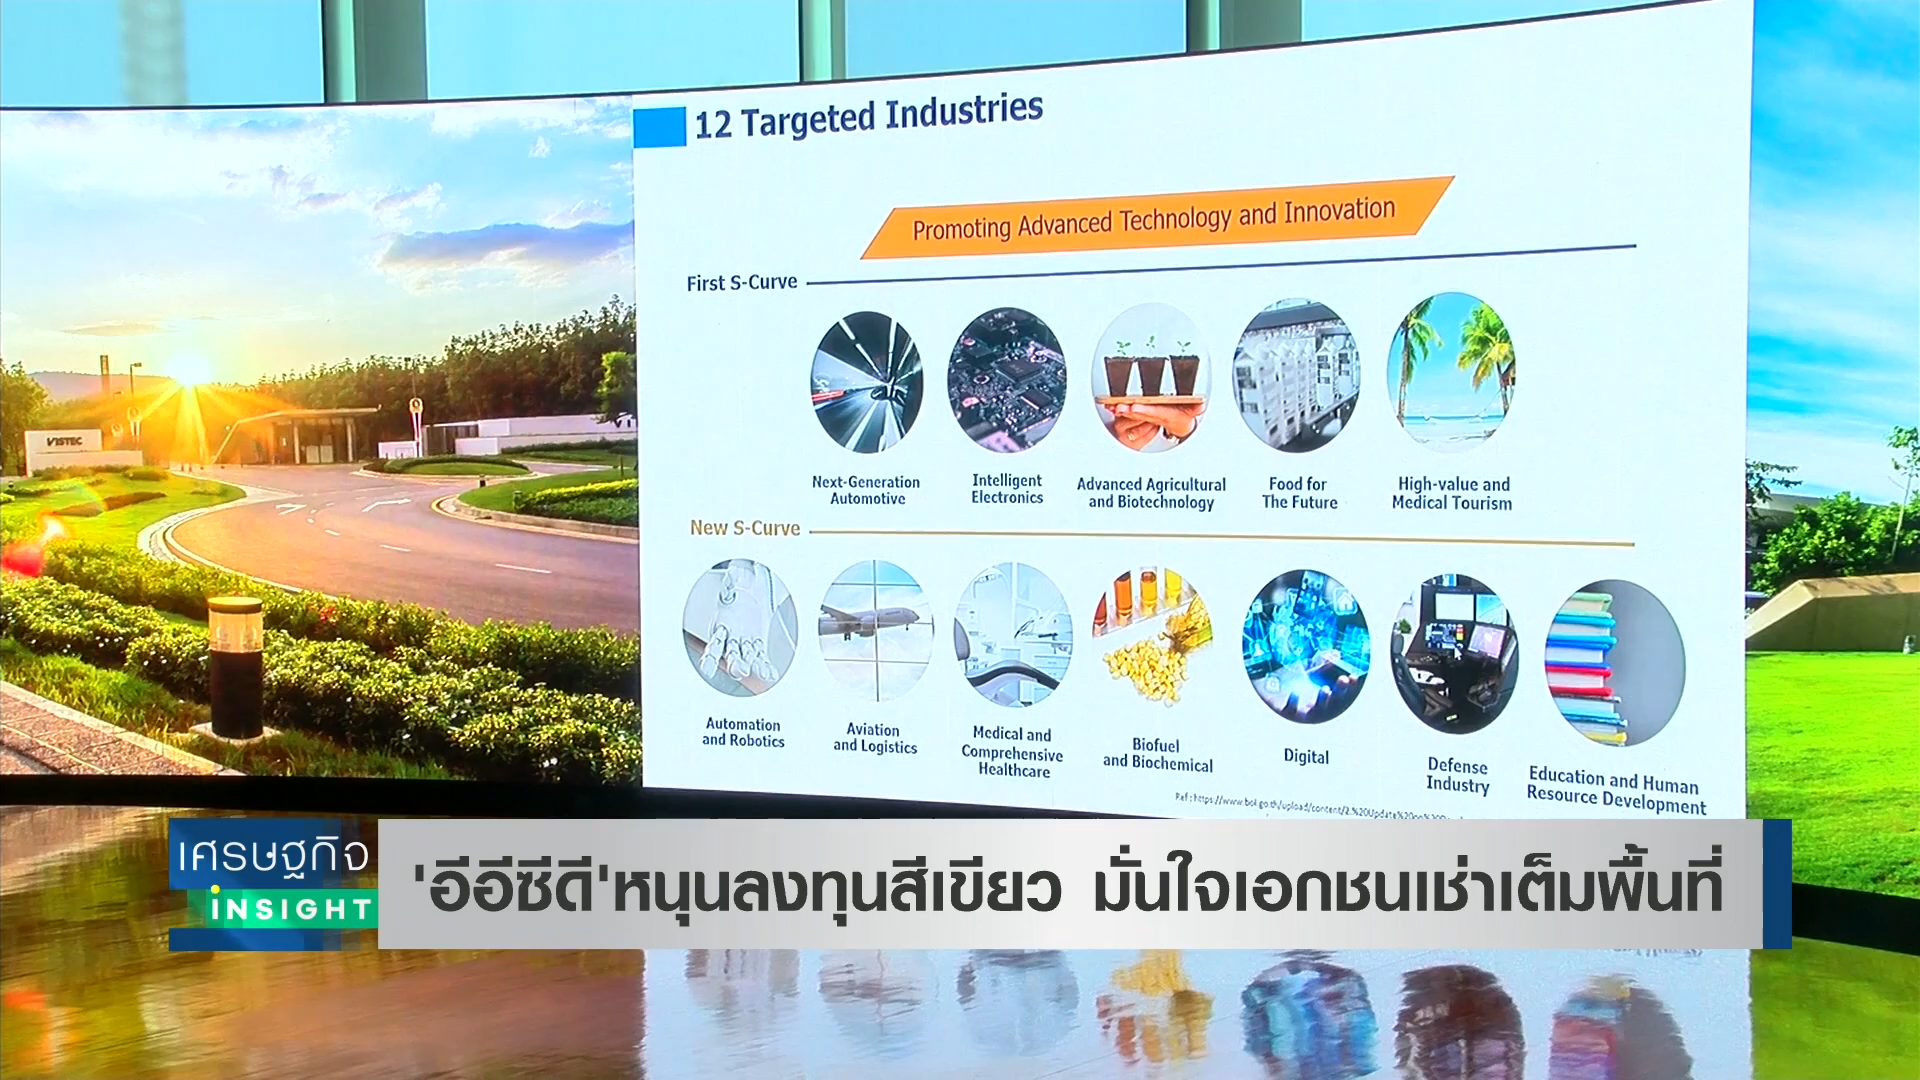 12 Targeted Industries
Promoting Advanced Technology and Innovation
First S-Curve
Next-Generation
Automotive
Intelligent
Electronics
Advanced Agricultural
and Biotechnology
Food for
The Future
High-value and
Medical Tourism
New S-Curve
Automation
and Robotics
Aviation
and Logistics
Medical and
Comprehensive
Healthcare
Biofuel
and Biochemical
Digital
Defense
Industry
Education and Human
Resource Development
VISTEC
เศรษฐกิจ
INSIGHT
'อีอีซีดี'หนุนลงทุนสีเขียว มั่นใจเอกชนเช่าเต็มพื้นที่